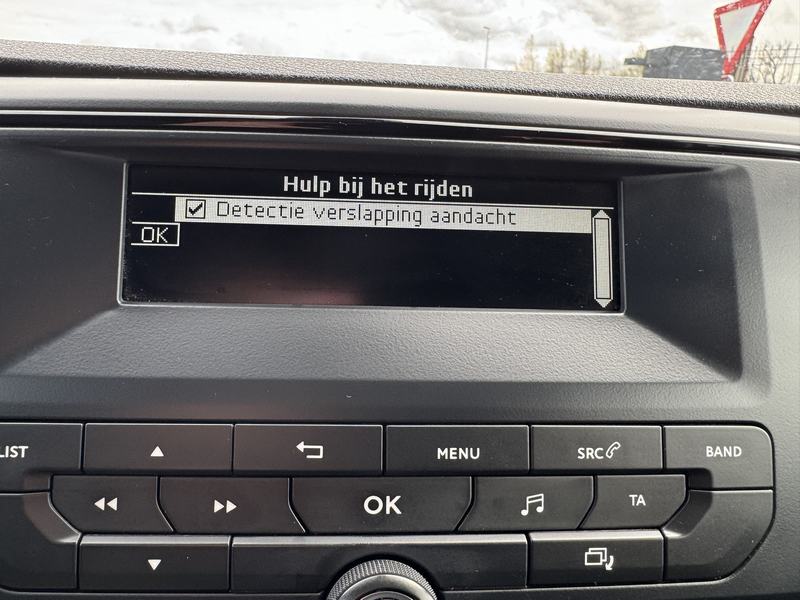 Hulp bij het rijden
Detectie verslapping aandacht
OK
LIST
MENU
SRC
BAND
OK
TA